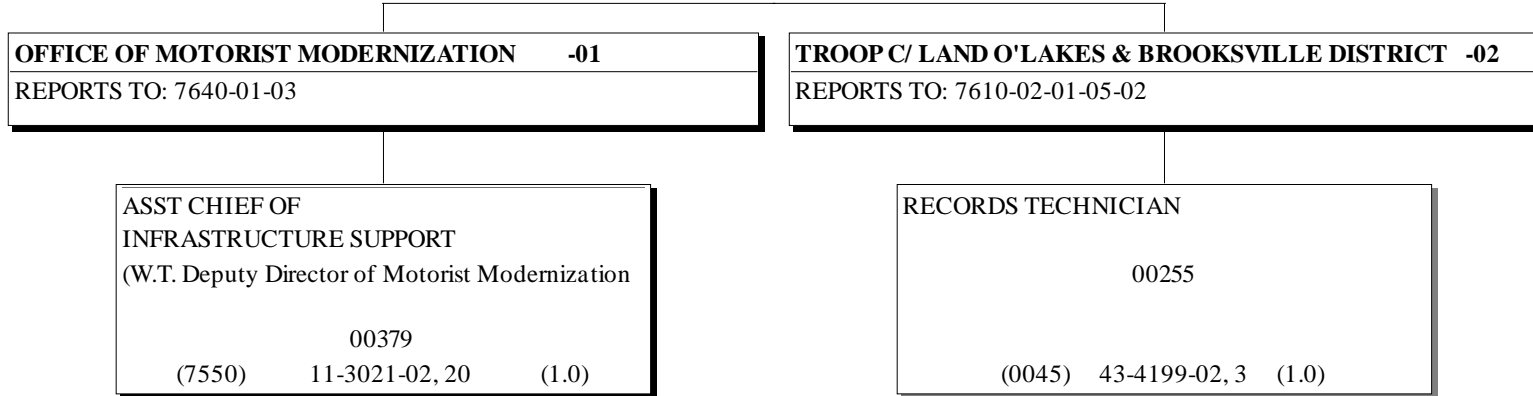 OFFICE OF MOTORIST MODERNIZATION -01
REPORTS TO: 7640-01-03
ASST CHIEF OF
INFRASTRUCTURE SUPPORT
(W.T. Deputy Director of Motorist Modernization
00379
(7550) 11-3021-02, 20 (1.0)
TROOP C/ LAND O'LAKES & BROOKSVILLE DISTRICT -02
REPORTS TO: 7610-02-01-05-02
RECORDS TECHNICIAN
00255
(0045) 43-4199-02, 3 (1.0)